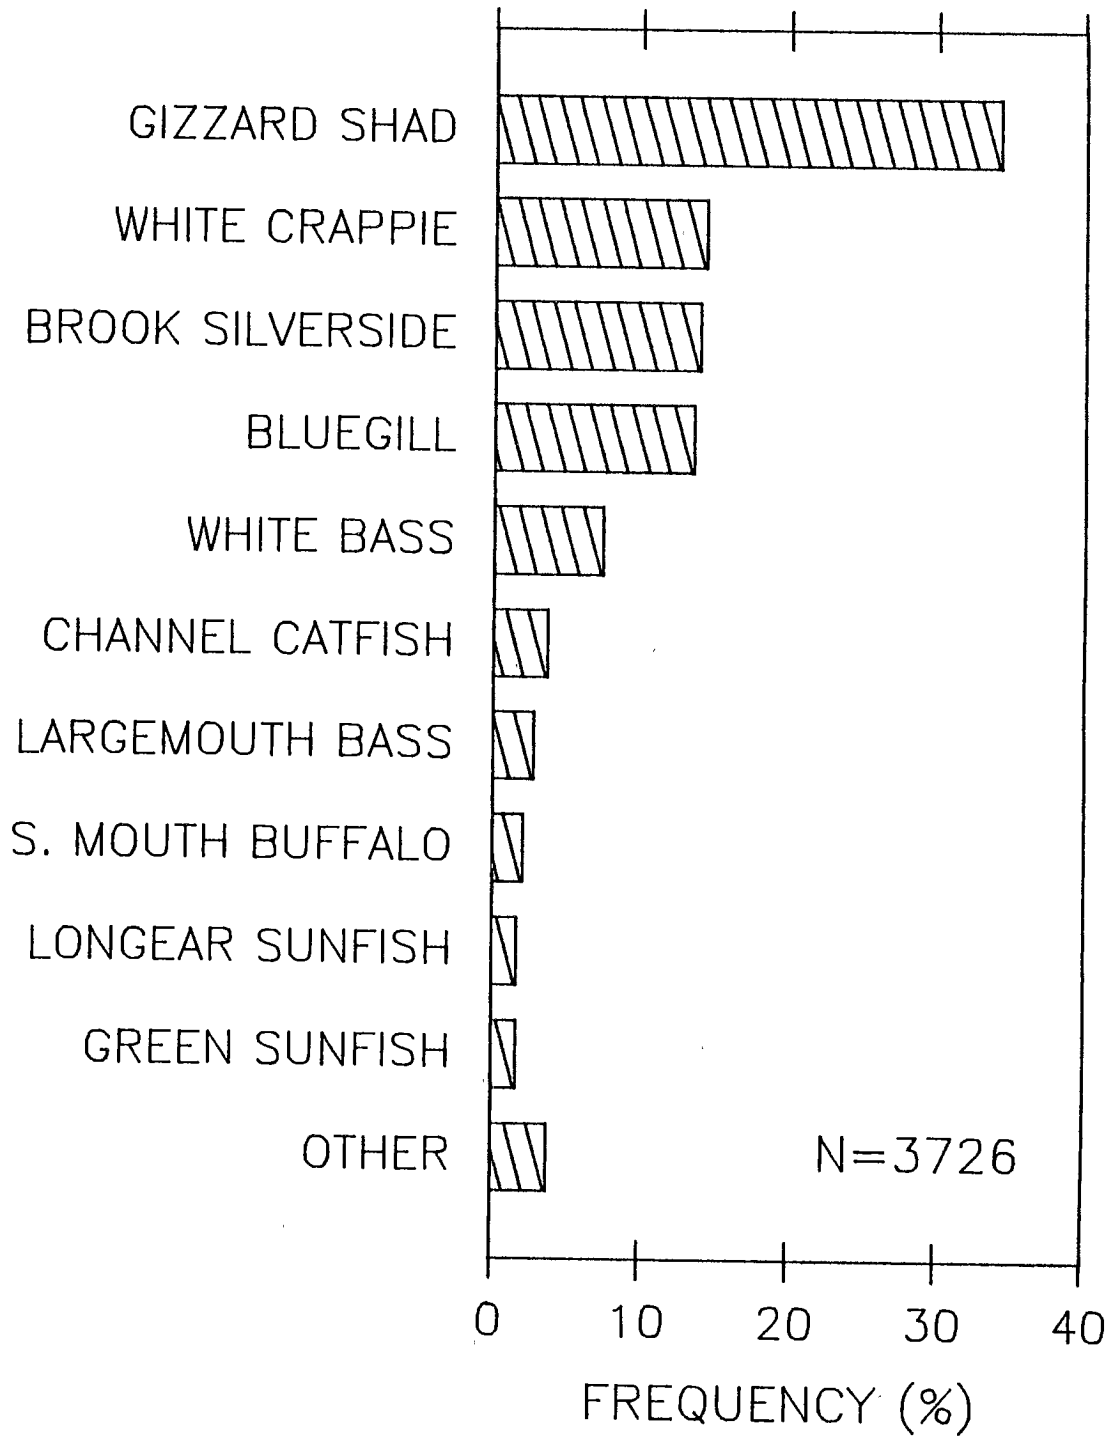 GIZZARD SHAD
WHITE CRAPPIE
BROOK SILVERSIDE
BLUEGILL
WHITE BASS
CHANNEL CATFISH
LARGEMOUTH BASS
S. MOUTH BUFFALO
LONGEAR SUNFISH
GREEN SUNFISH
OTHER
N=3726
0 10 20 30 40
FREQUENCY (%)